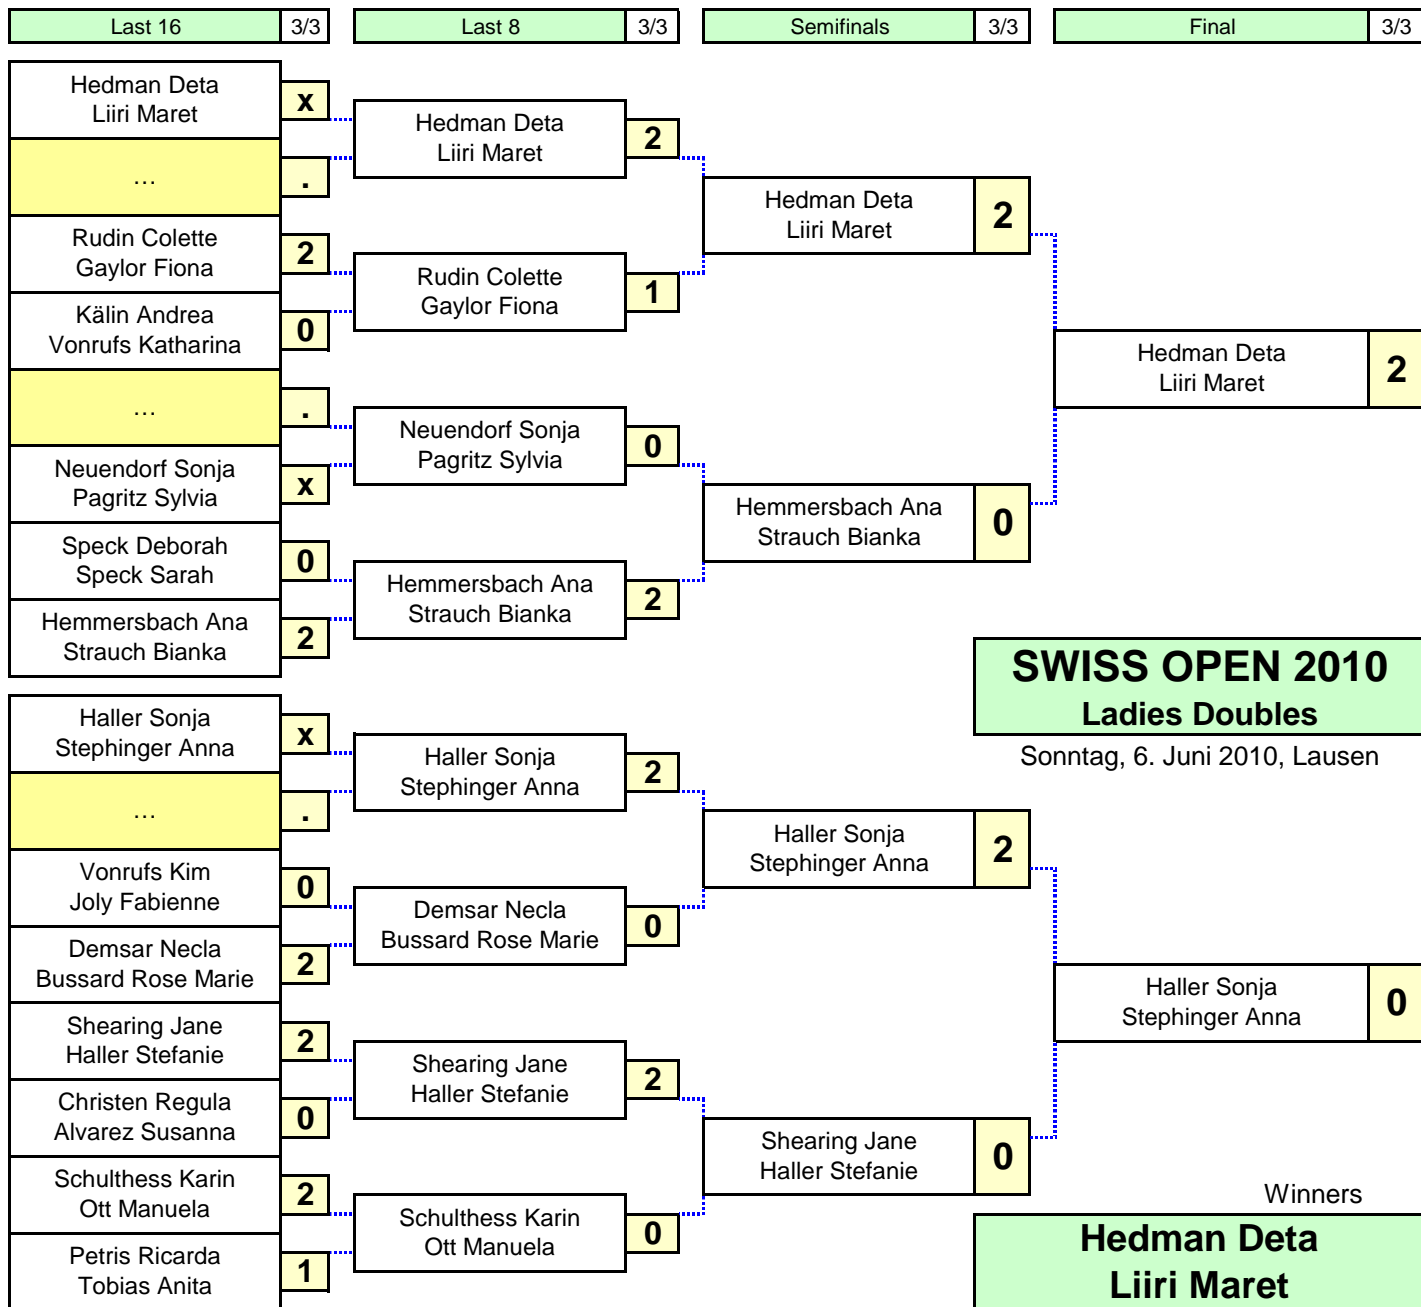 Last 16 3/3 Last 8 3/3 Semifinals 3/3 Final 3/3
Hedman Deta
Liiri Maret
x
...
.
Rudin Colette
Gaylor Fiona
2
Kälin Andrea
Vonrufs Katharina
0
...
.
Neuendorf Sonja
Pagritz Sylvia
x
Speck Deborah
Speck Sarah
0
Hemmersbach Ana
Strauch Bianka
2
Haller Sonja
Stephinger Anna
x
...
.
Vonrufs Kim
Joly Fabienne
0
Demsar Necla
Bussard Rose Marie
2
Shearing Jane
Haller Stefanie
2
Christen Regula
Alvarez Susanna
0
Schulthess Karin
Ott Manuela
2
Petris Ricarda
Tobias Anita
1
Hedman Deta
Liiri Maret
2
Rudin Colette
Gaylor Fiona
1
Neuendorf Sonja
Pagritz Sylvia
0
Hemmersbach Ana
Strauch Bianka
2
Haller Sonja
Stephinger Anna
2
Demsar Necla
Bussard Rose Marie
0
Shearing Jane
Haller Stefanie
2
Schulthess Karin
Ott Manuela
0
Hedman Deta
Liiri Maret
2
Hemmersbach Ana
Strauch Bianka
0
Haller Sonja
Stephinger Anna
2
Shearing Jane
Haller Stefanie
0
Hedman Deta
Liiri Maret
2
SWISS OPEN 2010
Ladies Doubles
Sonntag, 6. Juni 2010, Lausen
Haller Sonja
Stephinger Anna
0
Winners
Hedman Deta
Liiri Maret